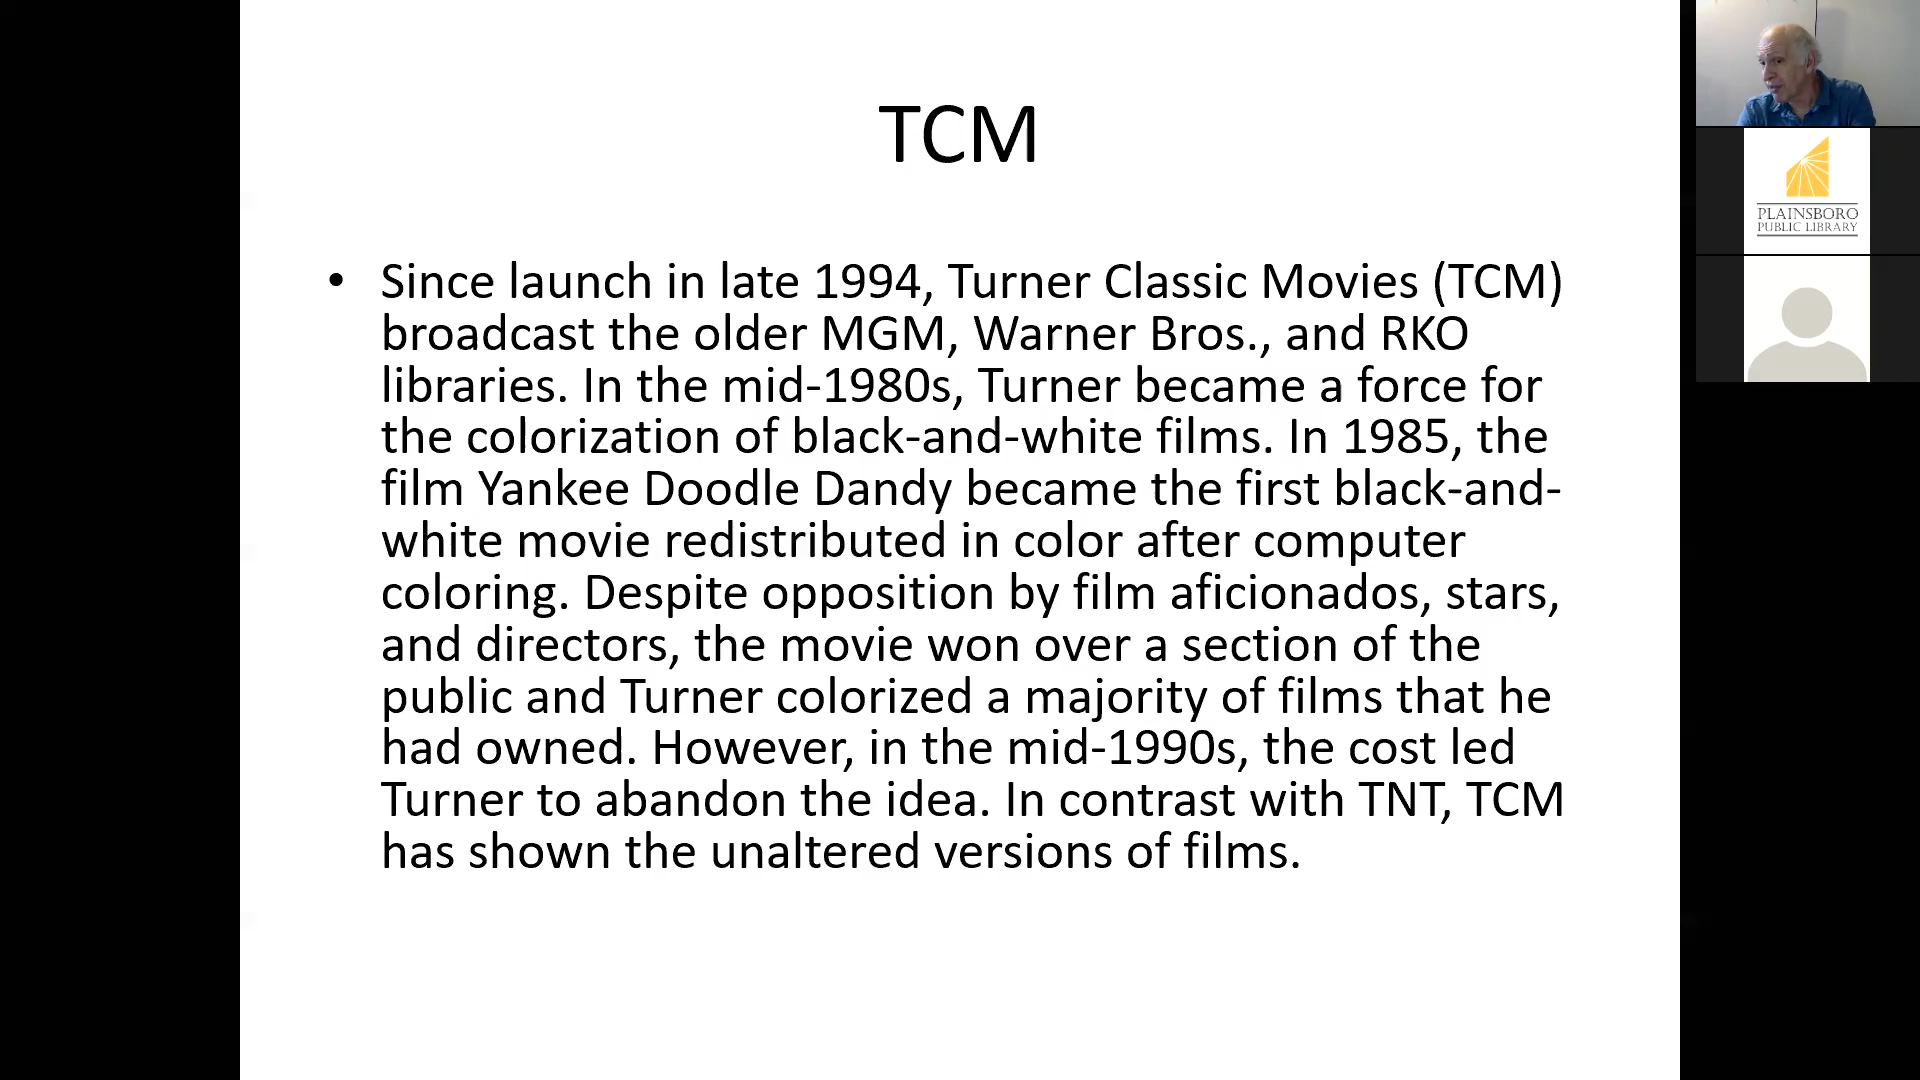 TCM
• Since launch in late 1994, Turner Classic Movies (TCM)
broadcast the older MGM, Warner Bros., and RKO
libraries. In the mid-1980s, Turner became a force for
the colorization of black-and-white films. In 1985, the
film Yankee Doodle Dandy became the first black-and-
white movie redistributed in color after computer
coloring. Despite opposition by film aficionados, stars,
and directors, the movie won over a section of the
public and Turner colorized a majority of films that he
had owned. However, in the mid-1990s, the cost led
Turner to abandon the idea. In contrast with TNT, TCM
has shown the unaltered versions of films.
PLAINSBORO
PUBLIC LIBRARY